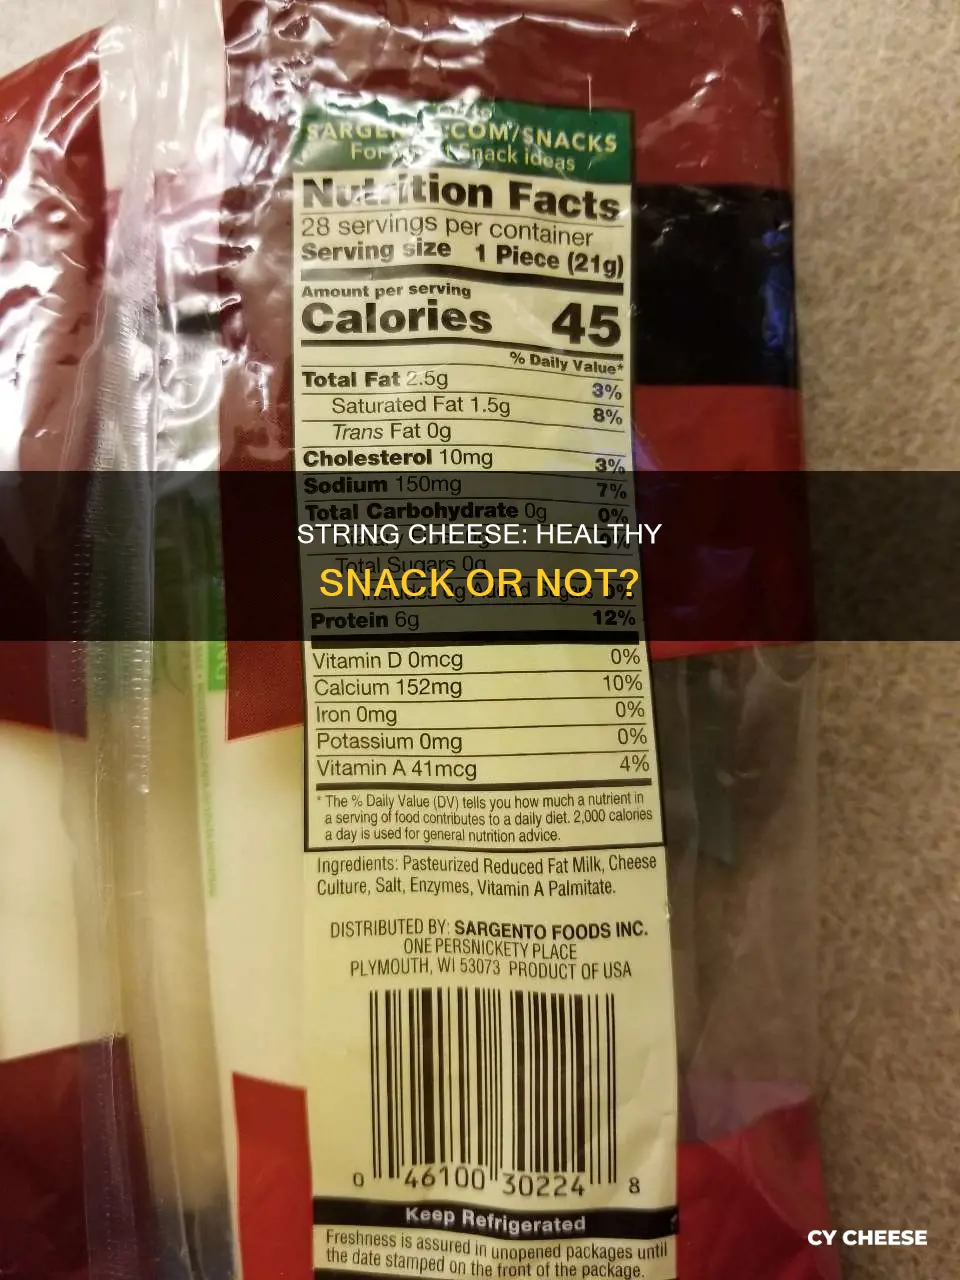 SARGEN .COM/SNACKS
For Snack ideas
Nutrition Facts
28 servings per container
Serving size 1 Piece (21g)
Amount per serving
Calories 45
% Daily Value*
Total Fat 2.5g 3%
Saturated Fat 1.5g 8%
Trans Fat 0g
Cholesterol 10mg 3%
Sodium 150mg 7%
Total Carbohydrate 0g 0%
STRING CHEESE: HEALTHY
Total Sugars 0g
SNACK OR NOT?
Protein 6g 12%
Vitamin D 0mcg 0%
Calcium 152mg 10%
Iron 0mg 0%
Potassium 0mg 0%
Vitamin A 41mcg 4%
* The % Daily Value (DV) tells you how much a nutrient in
a serving of food contributes to a daily diet. 2,000 calories
a day is used for general nutrition advice.
Ingredients: Pasteurized Reduced Fat Milk, Cheese
Culture, Salt, Enzymes, Vitamin A Palmitate.
DISTRIBUTED BY: SARGENTO FOODS INC.
ONE PERSNICKETY PLACE
PLYMOUTH, WI 53073 PRODUCT OF USA
0 46100 30224 8
Keep Refrigerated
Freshness is assured in unopened packages until
the date stamped on the front of the package.
CY CHEESE